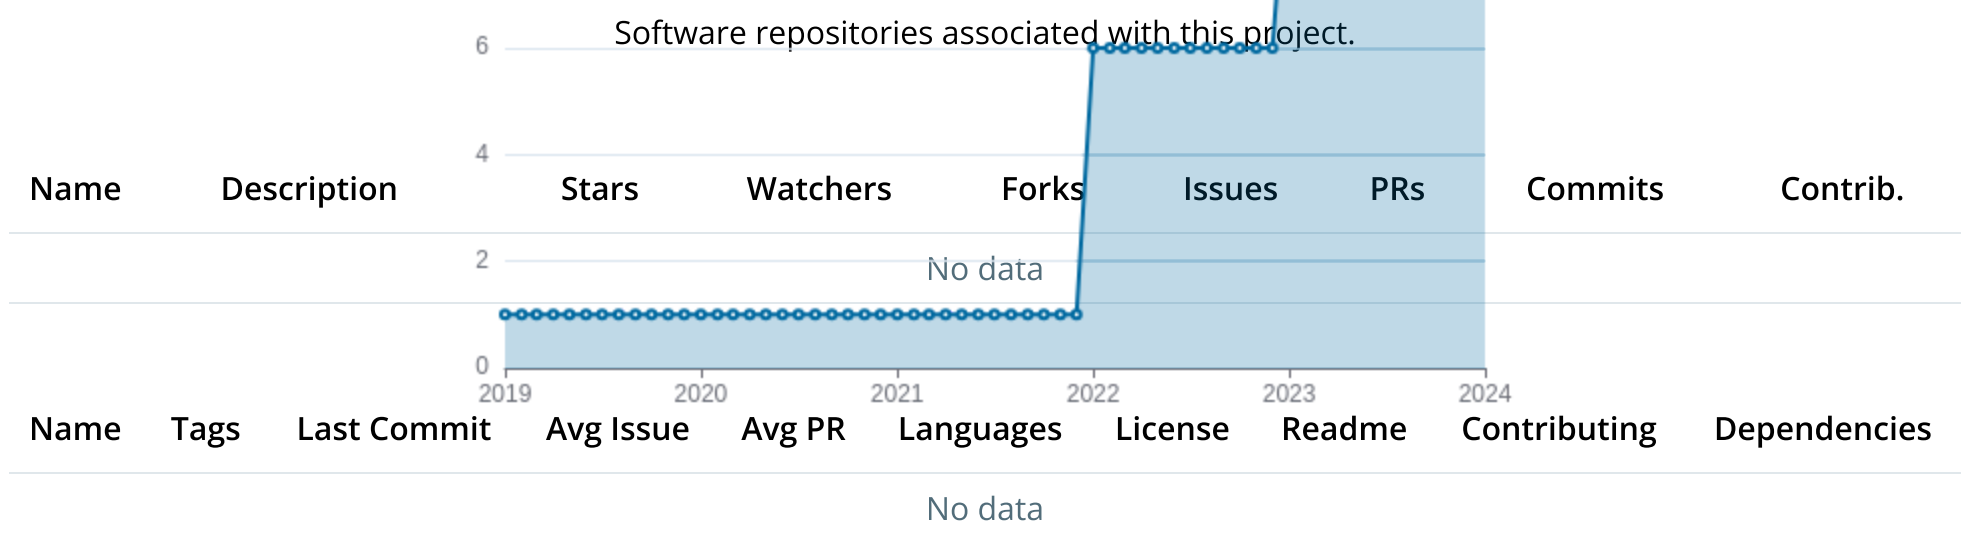 Software repositories associated with this project.
6
4
Name Description Stars Watchers Forks Issues PRs Commits Contrib.
2
No data
0
2019 2020 2021 2022 2023 2024
Name Tags Last Commit Avg Issue Avg PR Languages License Readme Contributing Dependencies
No data